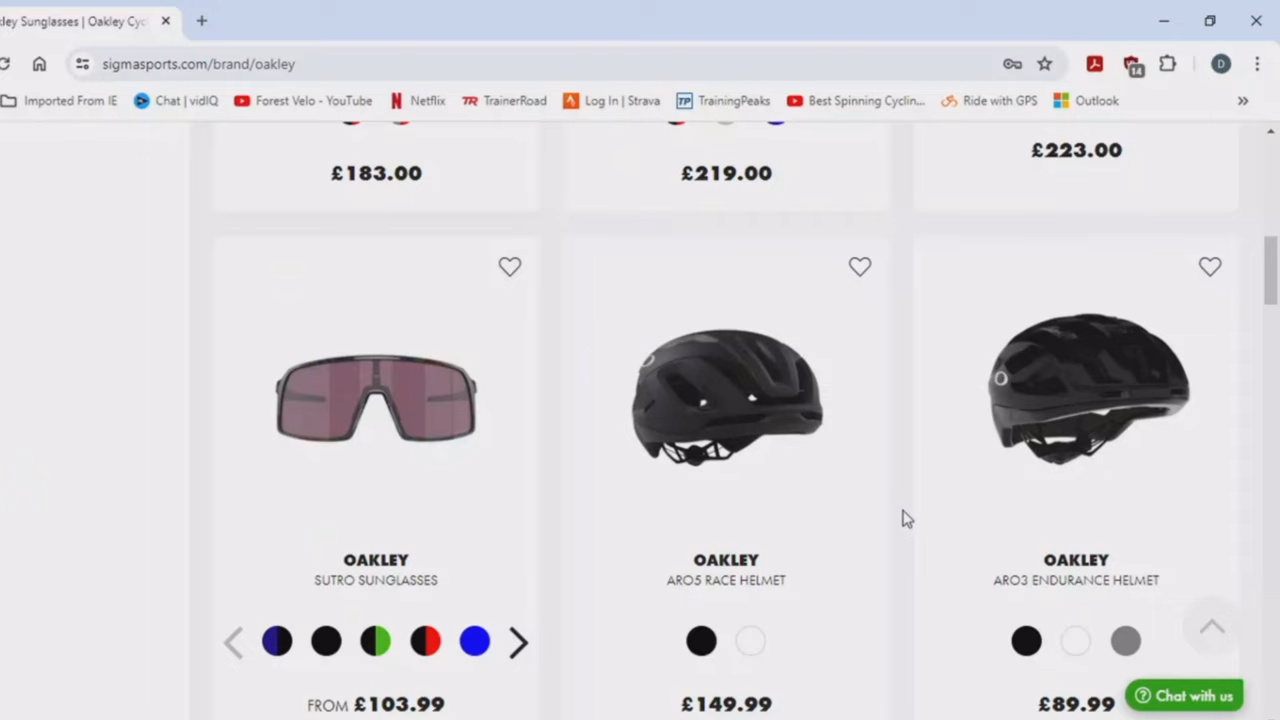 ley Sunglasses | Oakley Cyc
sigmasports.com/brand/oakley
Imported From IE
Chat | vidIQ
Forest Velo - YouTube
Netflix
TrainerRoad
Log In | Strava
TrainingPeaks
Best Spinning Cyclin...
Ride with GPS
Outlook
14
D
£183.00
£219.00
£223.00
OAKLEY
SUTRO SUNGLASSES
FROM £103.99
OAKLEY
ARO5 RACE HELMET
£149.99
OAKLEY
ARO3 ENDURANCE HELMET
£89.99
Chat with us